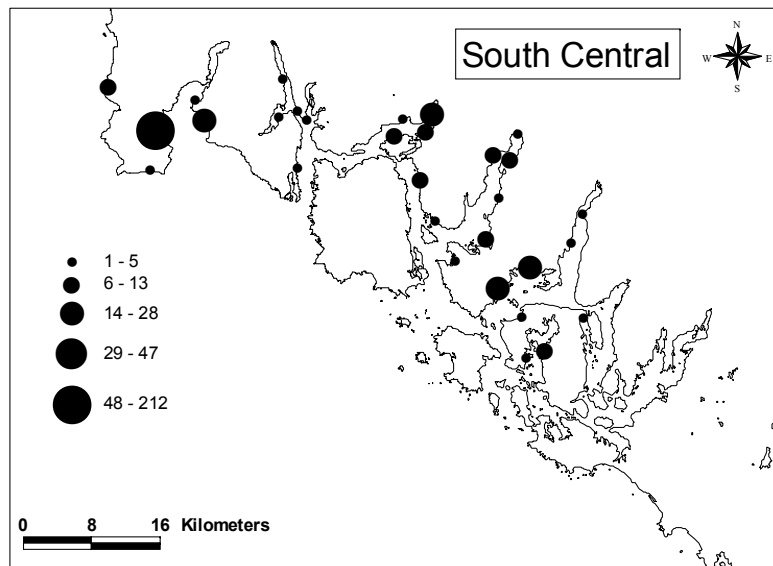 South Central
N
W E
S
1 - 5
6 - 13
14 - 28
29 - 47
48 - 212
0 8 16 Kilometers